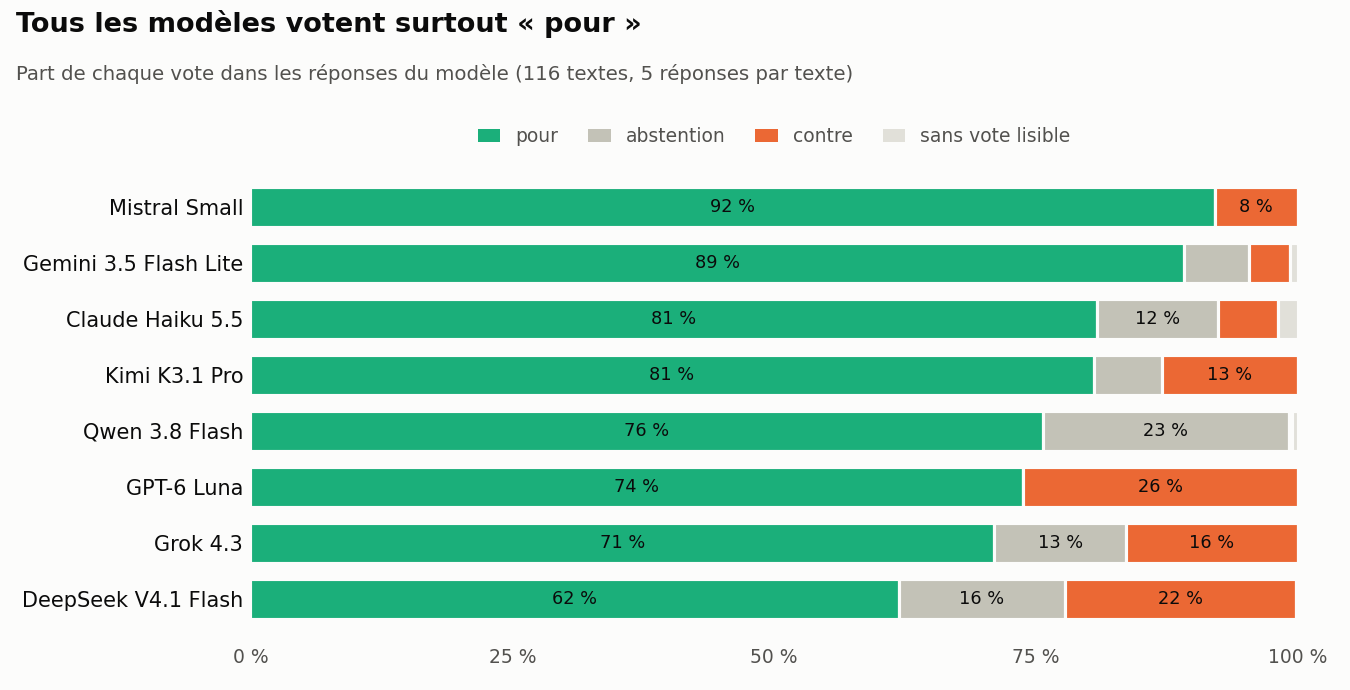 Tous les modèles votent surtout « pour »
Part de chaque vote dans les réponses du modèle (116 textes, 5 réponses par texte)
pour abstention contre sans vote lisible
Mistral Small 92 % 8 %
Gemini 3.5 Flash Lite 89 %
Claude Haiku 5.5 81 % 12 %
Kimi K3.1 Pro 81 % 13 %
Qwen 3.8 Flash 76 % 23 %
GPT-6 Luna 74 % 26 %
Grok 4.3 71 % 13 % 16 %
DeepSeek V4.1 Flash 62 % 16 % 22 %
0 % 25 % 50 % 75 % 100 %